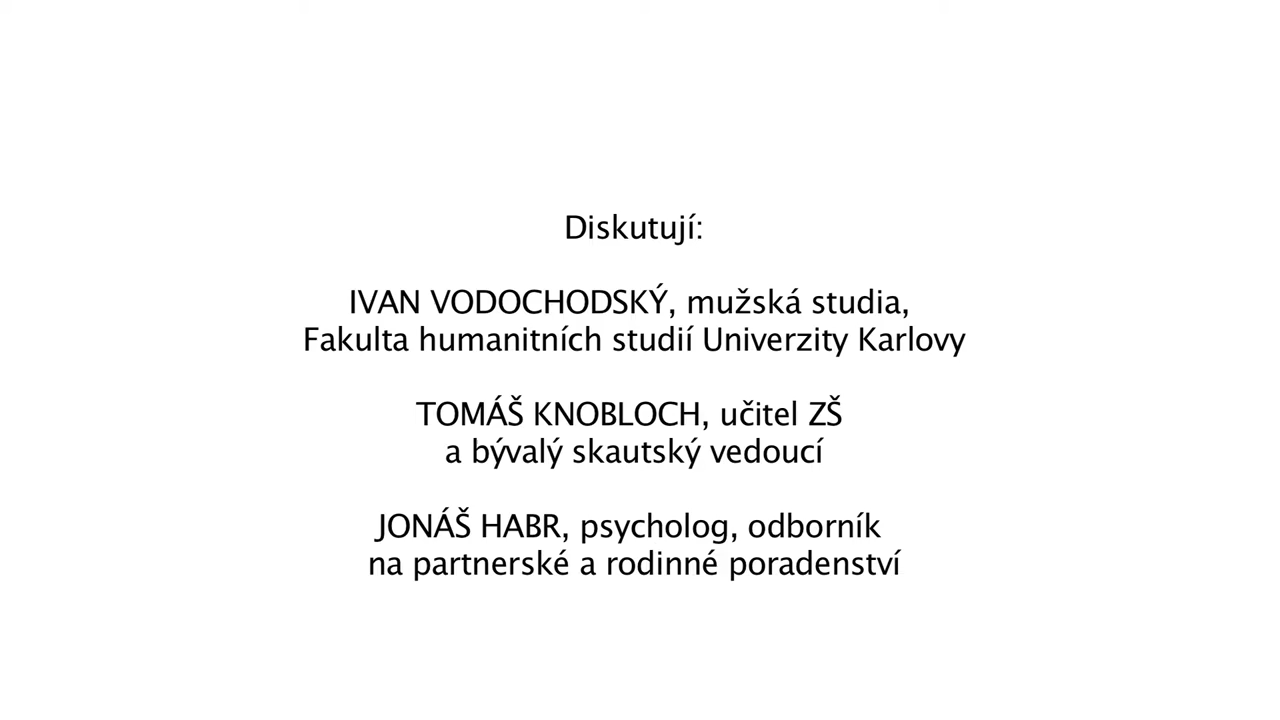 Diskutují:
IVAN VODOCHODSKÝ, mužská studia,
Fakulta humanitních studií Univerzity Karlovy
TOMÁŠ KNOBLOCH, učitel ZŠ
a bývalý skautský vedoucí
JONÁŠ HABR, psycholog, odborník
na partnerské a rodinné poradenství